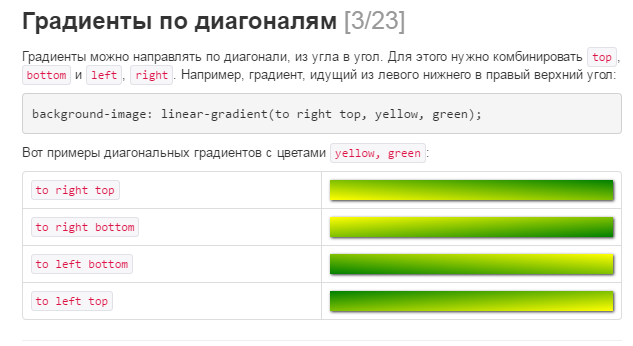 Градиенты по диагоналям [3/23]
Градиенты можно направлять по диагонали, из угла в угол. Для этого нужно комбинировать top,
bottom и left, right. Например, градиент, идущий из левого нижнего в правый верхний угол:
background-image: linear-gradient(to right top, yellow, green);
Вот примеры диагональных градиентов с цветами yellow, green:
to right top
to right bottom
to left bottom
to left top